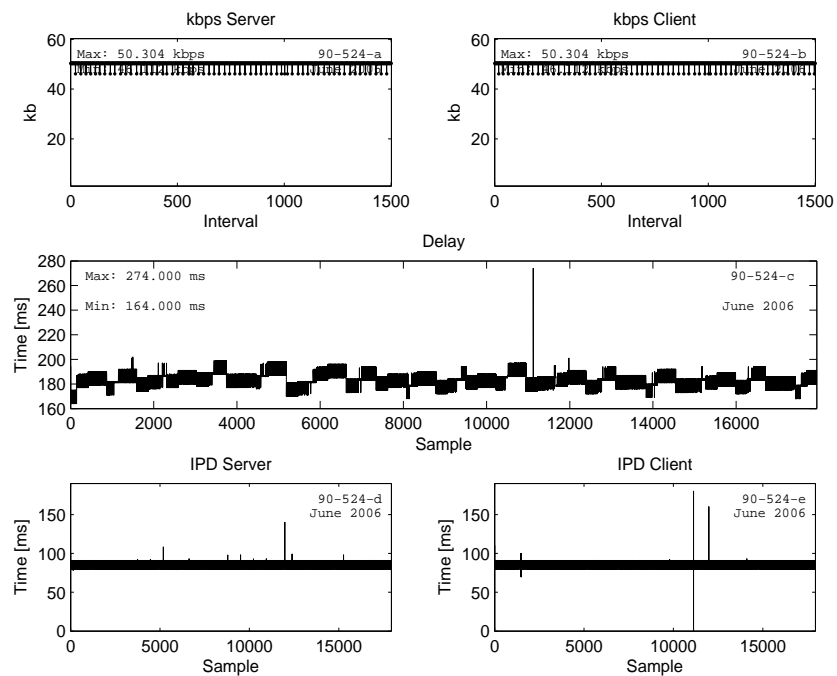 kbps Server
kbps Client
60
40
20
kb
Max: 50.304 kbps
90-524-a
June 2006
0
500
1000
1500
Interval
60
40
20
kb
Max: 50.304 kbps
90-524-b
June 2006
0
500
1000
1500
Interval
Delay
280
260
240
220
200
180
160
Time [ms]
Max: 274.000 ms
90-524-c
Min: 164.000 ms
June 2006
0
2000
4000
6000
8000
10000
12000
14000
16000
Sample
IPD Server
IPD Client
150
100
50
0
Time [ms]
90-524-d
June 2006
0
5000
10000
15000
Sample
150
100
50
0
Time [ms]
90-524-e
June 2006
0
5000
10000
15000
Sample